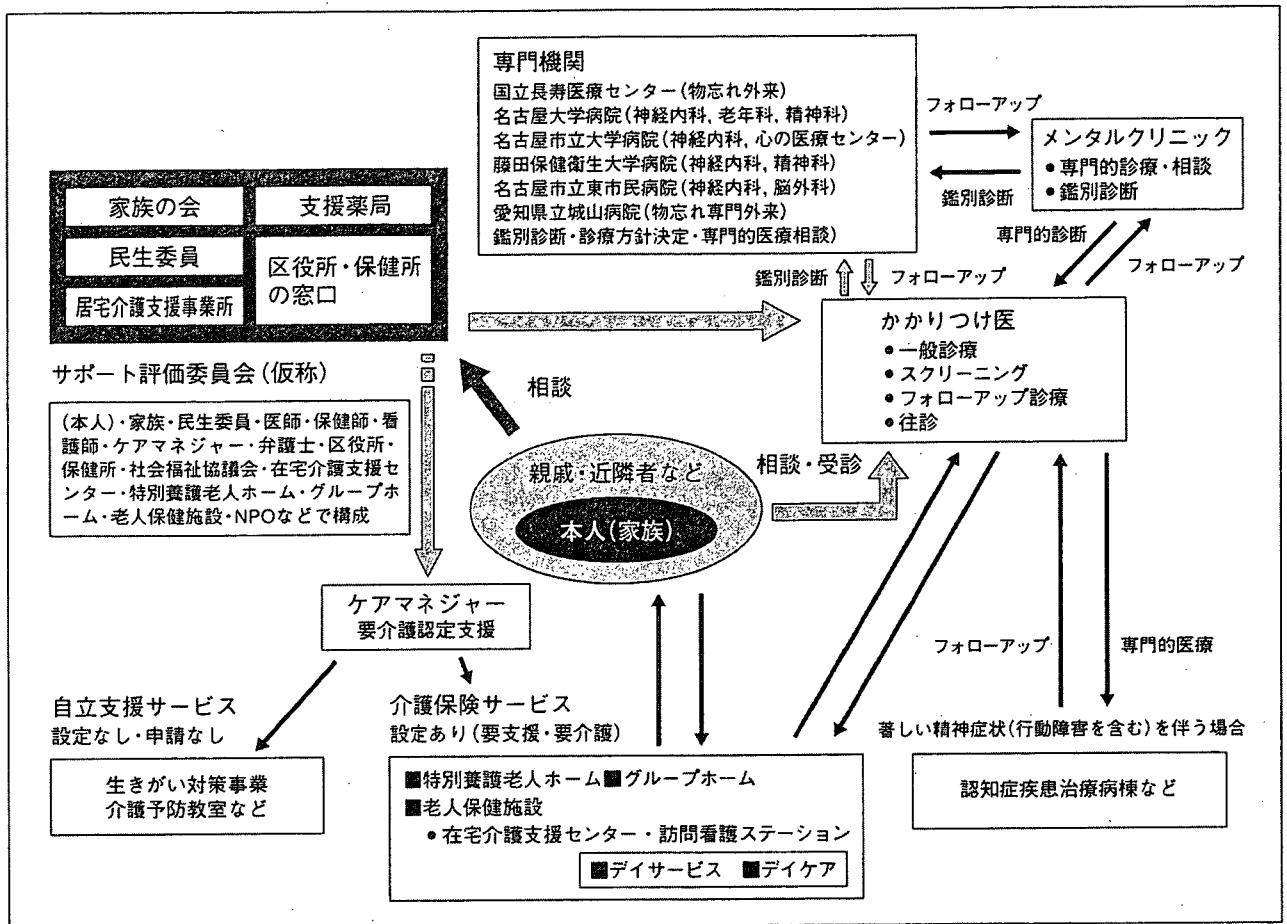 専門機関
国立長寿医療センター(物忘れ外来)
名古屋大学病院(神経内科, 老年科, 精神科)
名古屋市立大学病院(神経内科, 心の医療センター)
藤田保健衛生大学病院(神経内科, 精神科)
名古屋市立東市民病院(神経内科, 脳外科)
愛知県立城山病院(物忘れ専門外来)
鑑別診断・診療方針決定・専門的医療相談)
フォローアップ
鑑別診断
メンタルクリニック
●専門的診療・相談
●鑑別診断
専門的診断
フォローアップ
鑑別診断
フォローアップ
家族の会
支援薬局
民生委員
区役所・保健所
の窓口
居宅介護支援事業所
かかりつけ医
●一般診療
●スクリーニング
●フォローアップ診療
●往診
サポート評価委員会(仮称)
(本人)・家族・民生委員・医師・保健師・看
護師・ケアマネジャー・弁護士・区役所・
保健所・社会福祉協議会・在宅介護支援セ
ンター・特別養護老人ホーム・グループホ
ーム・老人保健施設・NPOなどで構成
相談
親戚・近隣者など
本人(家族)
相談・受診
ケアマネジャー
要介護認定支援
フォローアップ
専門的医療
自立支援サービス
設定なし・申請なし
生きがい対策事業
介護予防教室など
介護保険サービス
設定あり(要支援・要介護)
■特別養護老人ホーム■グループホーム
■老人保健施設
●在宅介護支援センター・訪問看護ステーション
■デイサービス ■デイケア
著しい精神症状(行動障害を含む)を伴う場合
認知症疾患治療病棟など